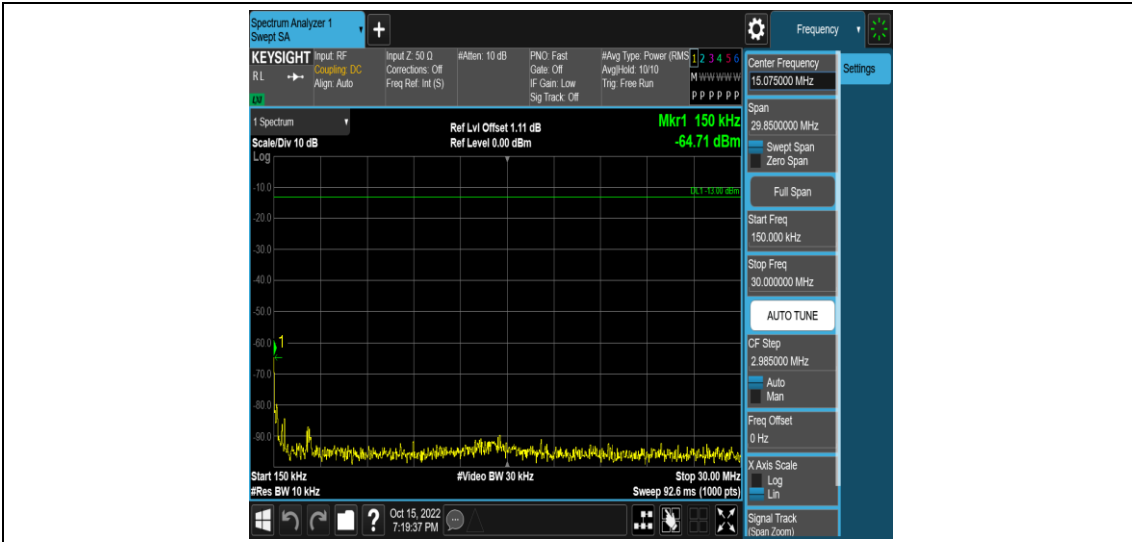 Spectrum Analyzer 1
Swept SA
Frequency
KEYSIGHT
RL
LXI
Input: RF
Coupling: DC
Align: Auto
Input Z: 50 Ω
Corrections: Off
Freq Ref: Int (S)
#Atten: 10 dB
PNO: Fast
Gate: Off
IF Gain: Low
Sig Track: Off
#Avg Type: Power (RMS
Avg|Hold: 10/10
Trig: Free Run
1 2 3 4 5 6
M W W W W W
P P P P P P
1 Spectrum
Scale/Div 10 dB
Log
Ref Lvl Offset 1.11 dB
Ref Level 0.00 dBm
Mkr1 150 kHz
-64.71 dBm
DL1 -13.00 dBm
-10.0
-20.0
-30.0
-40.0
-50.0
-60.0
-70.0
-80.0
-90.0
1
Start 150 kHz
#Res BW 10 kHz
#Video BW 30 kHz
Stop 30.00 MHz
Sweep 92.6 ms (1000 pts)
Oct 15, 2022
7:19:37 PM
Center Frequency
15.075000 MHz
Settings
Span
29.8500000 MHz
Swept Span
Zero Span
Full Span
Start Freq
150.000 kHz
Stop Freq
30.000000 MHz
AUTO TUNE
CF Step
2.985000 MHz
Auto
Man
Freq Offset
0 Hz
X Axis Scale
Log
Lin
Signal Track
(Span Zoom)